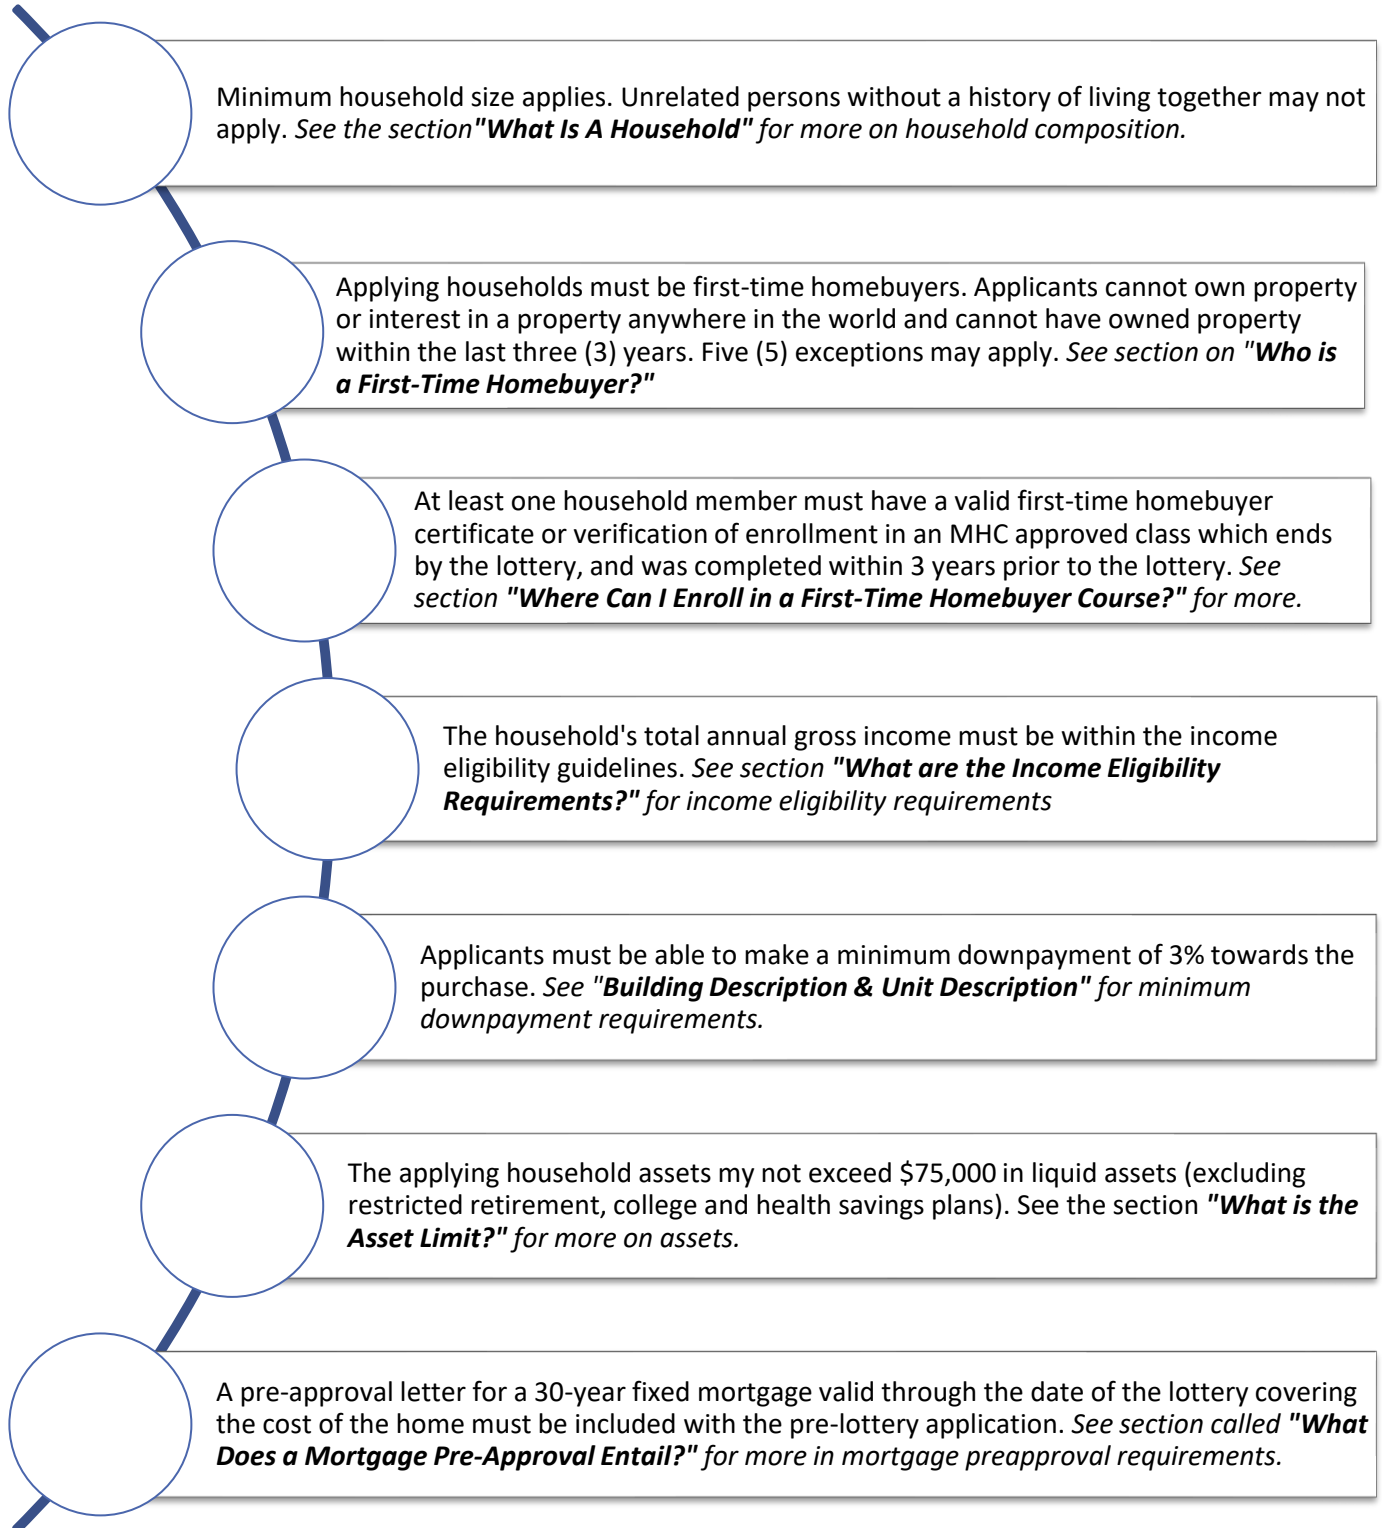 Minimum household size applies. Unrelated persons without a history of living together may not
apply. See the section"What Is A Household" for more on household composition.
Applying households must be first-time homebuyers. Applicants cannot own property
or interest in a property anywhere in the world and cannot have owned property
within the last three (3) years. Five (5) exceptions may apply. See section on "Who is
a First-Time Homebuyer?"
At least one household member must have a valid first-time homebuyer
certificate or verification of enrollment in an MHC approved class which ends
by the lottery, and was completed within 3 years prior to the lottery. See
section "Where Can I Enroll in a First-Time Homebuyer Course?" for more.
The household's total annual gross income must be within the income
eligibility guidelines. See section "What are the Income Eligibility
Requirements?" for income eligibility requirements
Applicants must be able to make a minimum downpayment of 3% towards the
purchase. See "Building Description & Unit Description" for minimum
downpayment requirements.
The applying household assets my not exceed $75,000 in liquid assets (excluding
restricted retirement, college and health savings plans). See the section "What is the
Asset Limit?" for more on assets.
A pre-approval letter for a 30-year fixed mortgage valid through the date of the lottery covering
the cost of the home must be included with the pre-lottery application. See section called "What
Does a Mortgage Pre-Approval Entail?" for more in mortgage preapproval requirements.